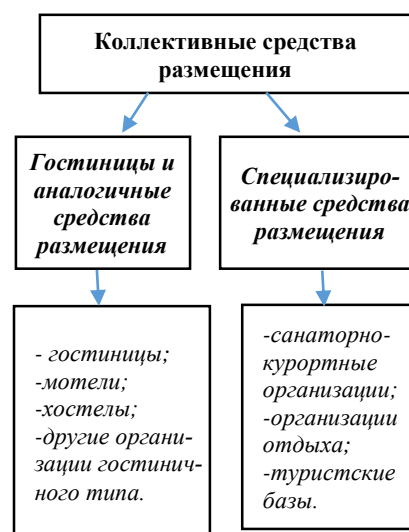 Коллективные средства
размещения
Гостиницы и
аналогичные
средства
размещения
Специализиро-
ванные средства
размещения
- гостиницы;
-мотели;
-хостелы;
-другие органи-
зации гостинич-
ного типа.
-санаторно-
курортные
организации;
-организации
отдыха;
-туристские
базы.